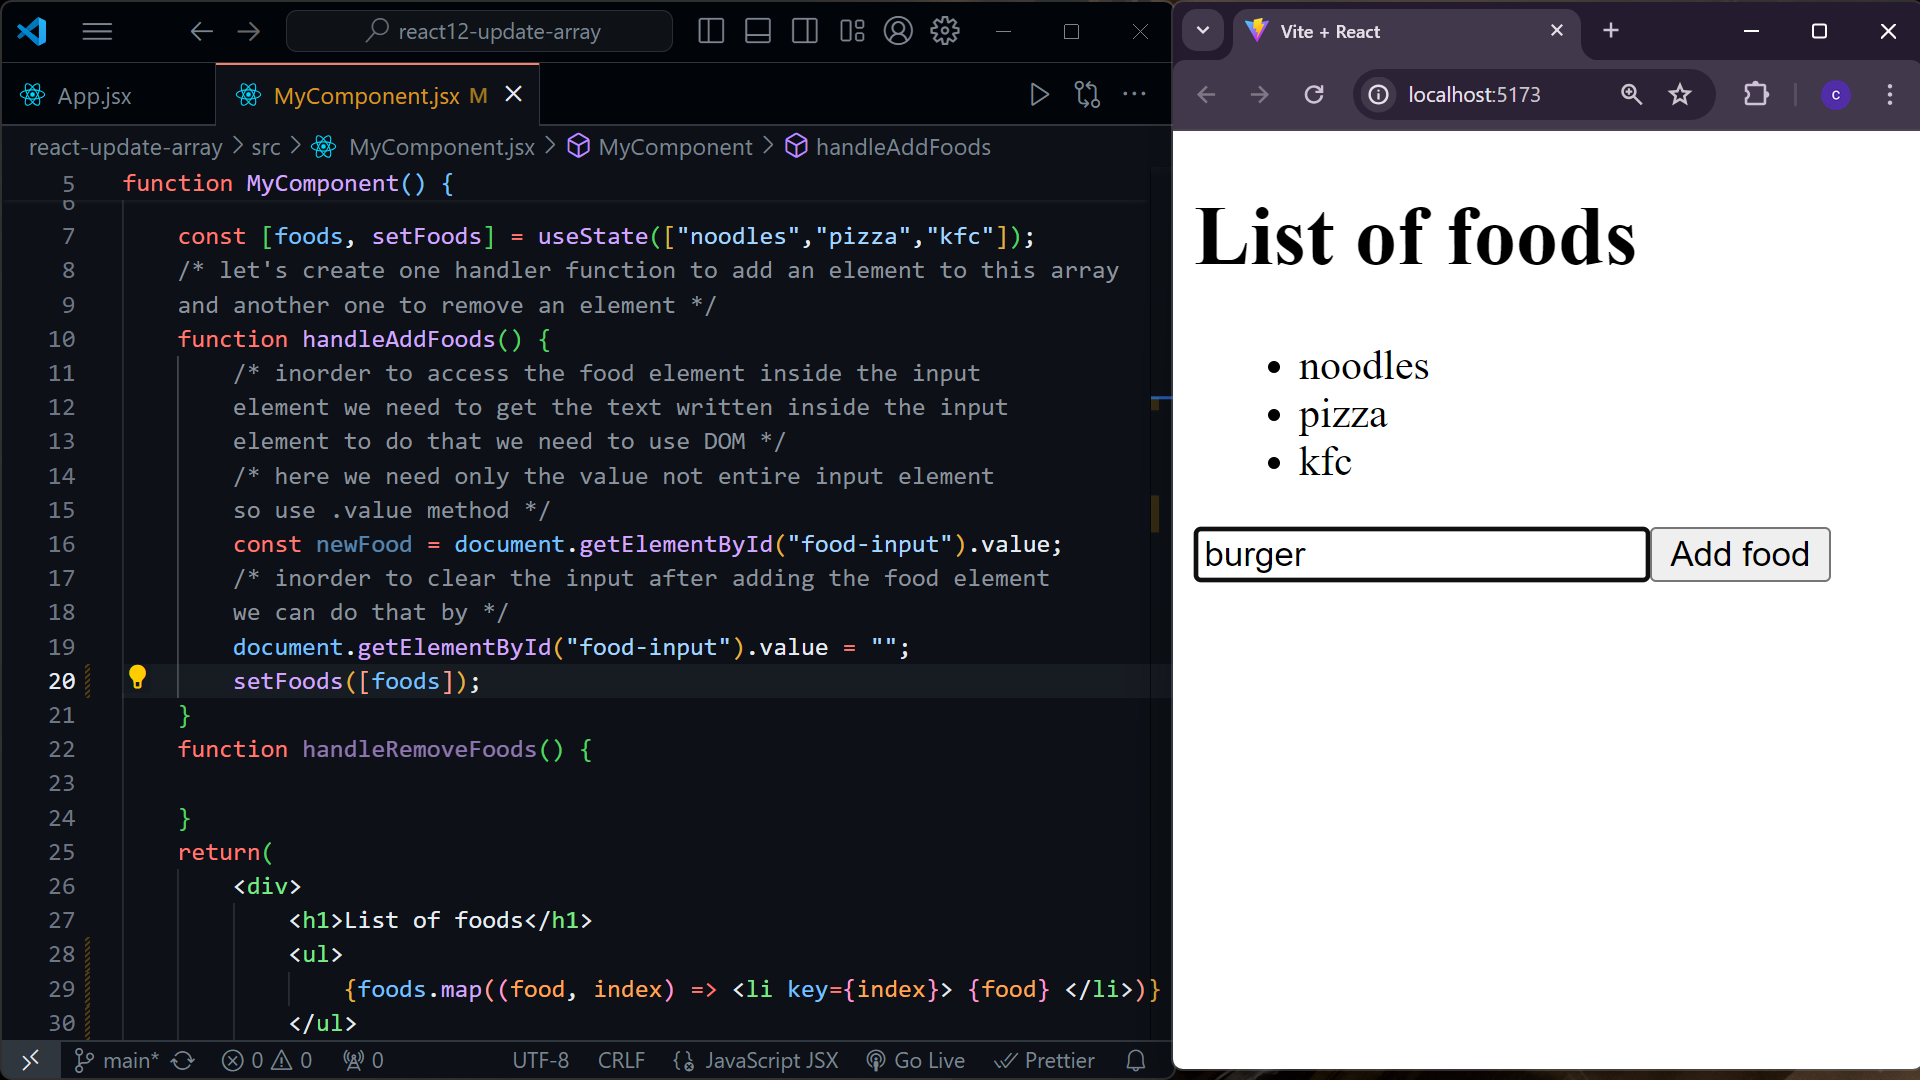 react12-update-array
App.jsx
MyComponent.jsx M
react-update-array > src > MyComponent.jsx > MyComponent > handleAddFoods
5 function MyComponent() {
6
7 const [foods, setFoods] = useState(["noodles","pizza","kfc"]);
8 /* let's create one handler function to add an element to this array
9 and another one to remove an element */
10 function handleAddFoods() {
11 /* inorder to access the food element inside the input
12 element we need to get the text written inside the input
13 element to do that we need to use DOM */
14 /* here we need only the value not entire input element
15 so use .value method */
16 const newFood = document.getElementById("food-input").value;
17 /* inorder to clear the input after adding the food element
18 we can do that by */
19 document.getElementById("food-input").value = "";
20 setFoods([foods]);
21 }
22 function handleRemoveFoods() {
23
24 }
25 return(
26 <div>
27 <h1>List of foods</h1>
28 <ul>
29 {foods.map((food, index) => <li key={index}> {food} </li>)}
30 </ul>
main* 0 0 0 UTF-8 CRLF JavaScript JSX Go Live Prettier
Vite + React
localhost:5173
c
List of foods
noodles
pizza
kfc
burger
Add food